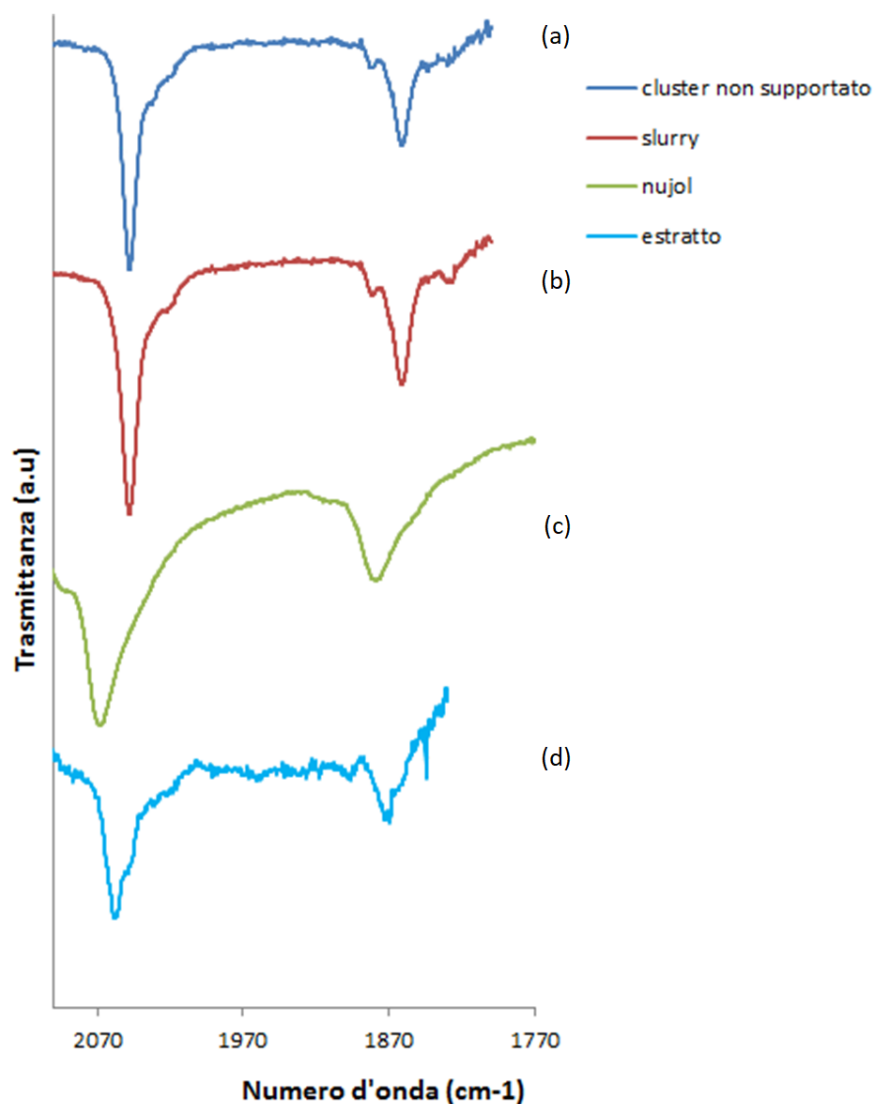 (a)
cluster non supportato
slurry
nujol
estratto
(b)
(c)
(d)
Trasmittanza (a.u)
2070 1970 1870 1770
Numero d'onda (cm-1)